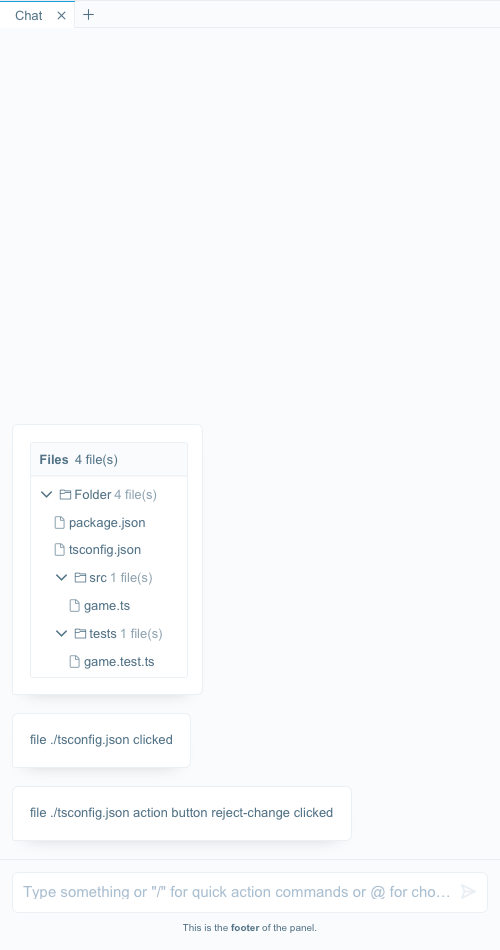 Chat
Files 4 file(s)
Folder 4 file(s)
package.json
tsconfig.json
src 1 file(s)
game.ts
tests 1 file(s)
game.test.ts
file ./tsconfig.json clicked
file ./tsconfig.json action button reject-change clicked
Type something or "/" for quick action commands or @ for cho...
This is the footer of the panel.